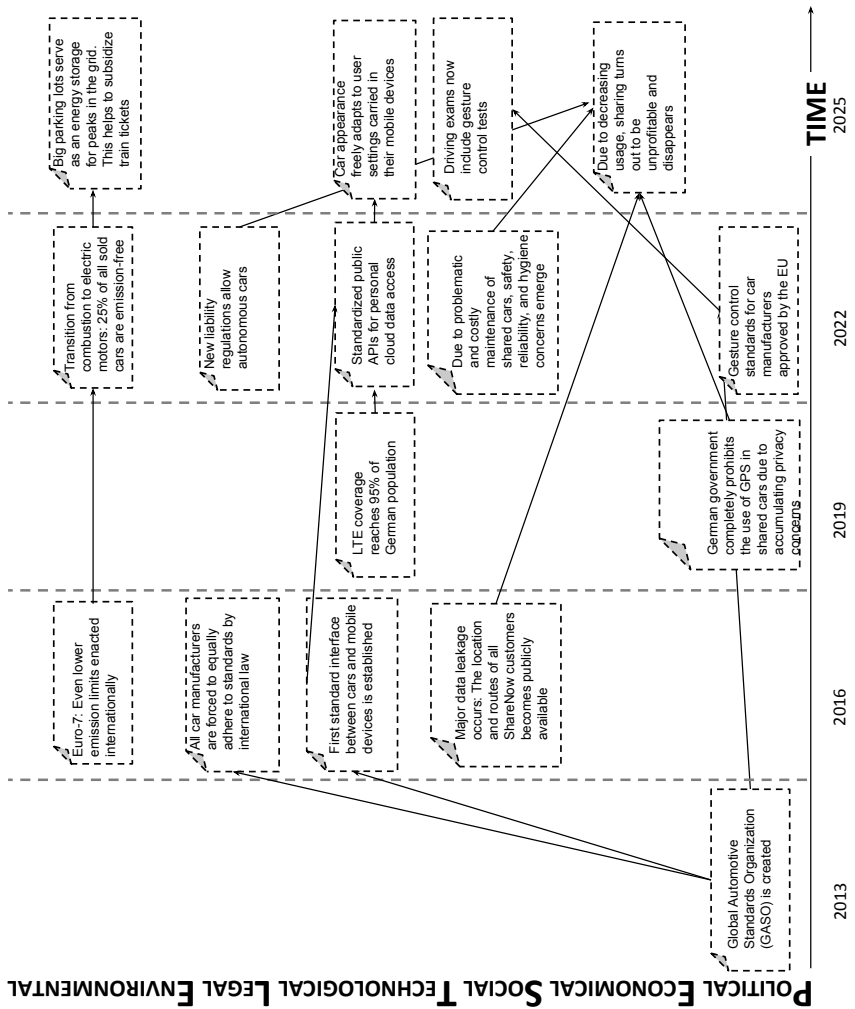 POLITICAL ECONOMICAL SOCIAL TECHNOLOGICAL LEGAL ENVIRONMENTAL
Euro-7: Even lower
emission limits enacted
internationally
Transition from
combustion to electric
motors: 25% of all sold
cars are emission-free
Big parking lots serve
as an energy storage
for peaks in the grid.
This helps to subsidize
train tickets
All car manufacturers
are forced to equally
adhere to standards by
international law
New liability
regulations allow
autonomous cars
First standard interface
between cars and mobile
devices is established
LTE coverage
reaches 95% of
German population
Standardized public
APIs for personal
cloud data access
Car appearance
freely adapts to user
settings carried in
their mobile devices
Major data leakage
occurs: The location
and routes of all
ShareNow customers
becomes publicly
available
Due to problematic
and costly
maintenance of
shared cars, safety,
reliability, and hygiene
concerns emerge
Driving exams now
include gesture
control tests
Due to decreasing
usage, sharing turns
out to be
unprofitable and
disappears
Global Automotive
Standards Organization
(GASO) is created
German government
completely prohibits
the use of GPS in
shared cars due to
accumulating privacy
concerns
Gesture control
standards for car
manufacturers
approved by the EU
TIME
2013
2016
2019
2022
2025